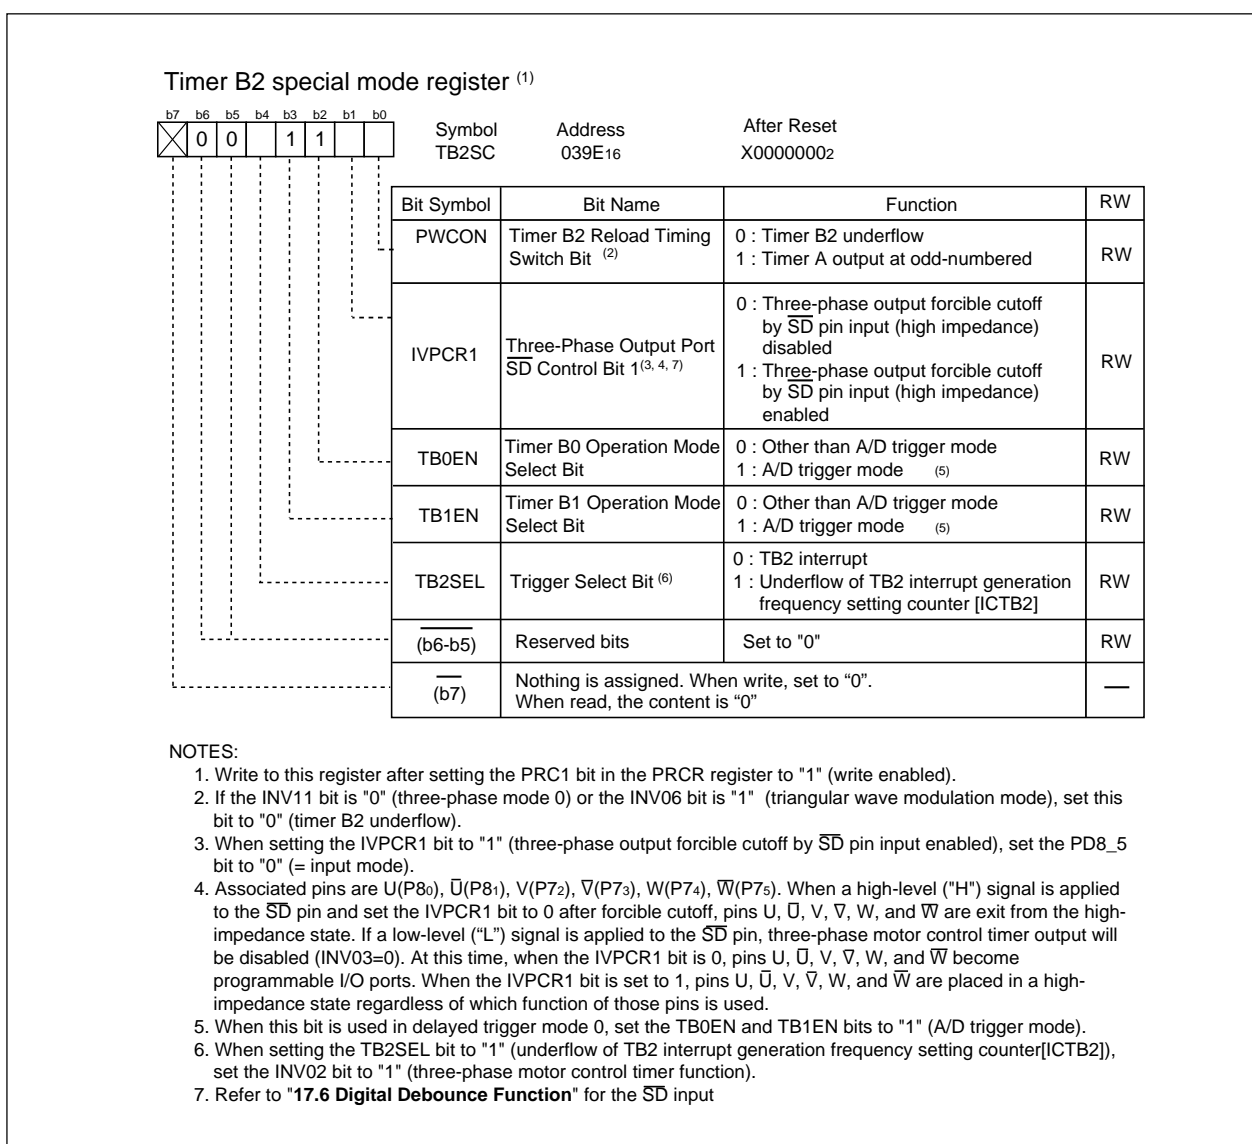 Timer B2 special mode register (1)
b7 b6 b5 b4 b3 b2 b1 b0
0 0 1 1
Symbol Address After Reset
TB2SC 039E16 X00000002
Bit Symbol Bit Name Function RW
PWCON Timer B2 Reload Timing Switch Bit (2) 0 : Timer B2 underflow
1 : Timer A output at odd-numbered RW
IVPCR1 Three-Phase Output Port
S̅D̅ Control Bit 1(3, 4, 7)
0 : Three-phase output forcible cutoff
by S̅D̅ pin input (high impedance)
disabled
1 : Three-phase output forcible cutoff
by S̅D̅ pin input (high impedance)
enabled
RW
TB0EN
Timer B0 Operation Mode
Select Bit
0 : Other than A/D trigger mode
1 : A/D trigger mode (5)
RW
TB1EN
Timer B1 Operation Mode
Select Bit
0 : Other than A/D trigger mode
1 : A/D trigger mode (5)
RW
TB2SEL
Trigger Select Bit (6)
0 : TB2 interrupt
1 : Underflow of TB2 interrupt generation
frequency setting counter [ICTB2]
RW
(b6-b5) Reserved bits Set to "0" RW
(b7)
Nothing is assigned. When write, set to “0”.
When read, the content is “0”
—
NOTES:
1. Write to this register after setting the PRC1 bit in the PRCR register to "1" (write enabled).
2. If the INV11 bit is "0" (three-phase mode 0) or the INV06 bit is "1" (triangular wave modulation mode), set this
bit to "0" (timer B2 underflow).
3. When setting the IVPCR1 bit to "1" (three-phase output forcible cutoff by S̅D̅ pin input enabled), set the PD8_5
bit to "0" (= input mode).
4. Associated pins are U(P80), U̅(P81), V(P72), V̅(P73), W(P74), W̅(P75). When a high-level ("H") signal is applied
to the S̅D̅ pin and set the IVPCR1 bit to 0 after forcible cutoff, pins U, U̅, V, V̅, W, and W̅ are exit from the high-
impedance state. If a low-level (“L”) signal is applied to the S̅D̅ pin, three-phase motor control timer output will
be disabled (INV03=0). At this time, when the IVPCR1 bit is 0, pins U, U̅, V, V̅, W, and W̅ become
programmable I/O ports. When the IVPCR1 bit is set to 1, pins U, U̅, V, V̅, W, and W̅ are placed in a high-
impedance state regardless of which function of those pins is used.
5. When this bit is used in delayed trigger mode 0, set the TB0EN and TB1EN bits to "1" (A/D trigger mode).
6. When setting the TB2SEL bit to "1" (underflow of TB2 interrupt generation frequency setting counter[ICTB2]),
set the INV02 bit to "1" (three-phase motor control timer function).
7. Refer to "17.6 Digital Debounce Function" for the S̅D̅ input